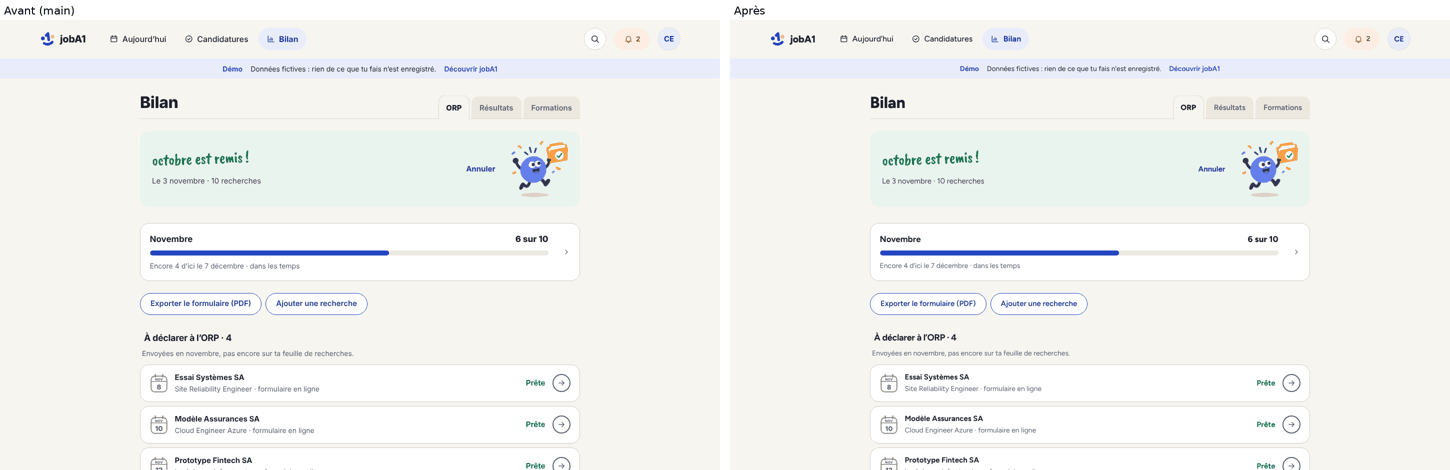 Avant (main)
jobA1 Aujourd'hui Candidatures Bilan 2 CE
Démo Données fictives : rien de ce que tu fais n'est enregistré. Découvrir jobA1
Bilan ORP Résultats Formations
octobre est remis !
Le 3 novembre · 10 recherches
Annuler
Novembre 6 sur 10
Encore 4 d'ici le 7 décembre · dans les temps
Exporter le formulaire (PDF) Ajouter une recherche
À déclarer à l'ORP · 4
Envoyées en novembre, pas encore sur ta feuille de recherches.
NOV 8 Essai Systèmes SA Prête
Site Reliability Engineer · formulaire en ligne
NOV 10 Modèle Assurances SA Prête
Cloud Engineer Azure · formulaire en ligne
Prototype Fintech SA Prête
Après
jobA1 Aujourd'hui Candidatures Bilan 2 CE
Démo Données fictives : rien de ce que tu fais n'est enregistré. Découvrir jobA1
Bilan ORP Résultats Formations
octobre est remis !
Le 3 novembre · 10 recherches
Annuler
Novembre 6 sur 10
Encore 4 d'ici le 7 décembre · dans les temps
Exporter le formulaire (PDF) Ajouter une recherche
À déclarer à l'ORP · 4
Envoyées en novembre, pas encore sur ta feuille de recherches.
NOV 8 Essai Systèmes SA Prête
Site Reliability Engineer · formulaire en ligne
NOV 10 Modèle Assurances SA Prête
Cloud Engineer Azure · formulaire en ligne
Prototype Fintech SA Prête